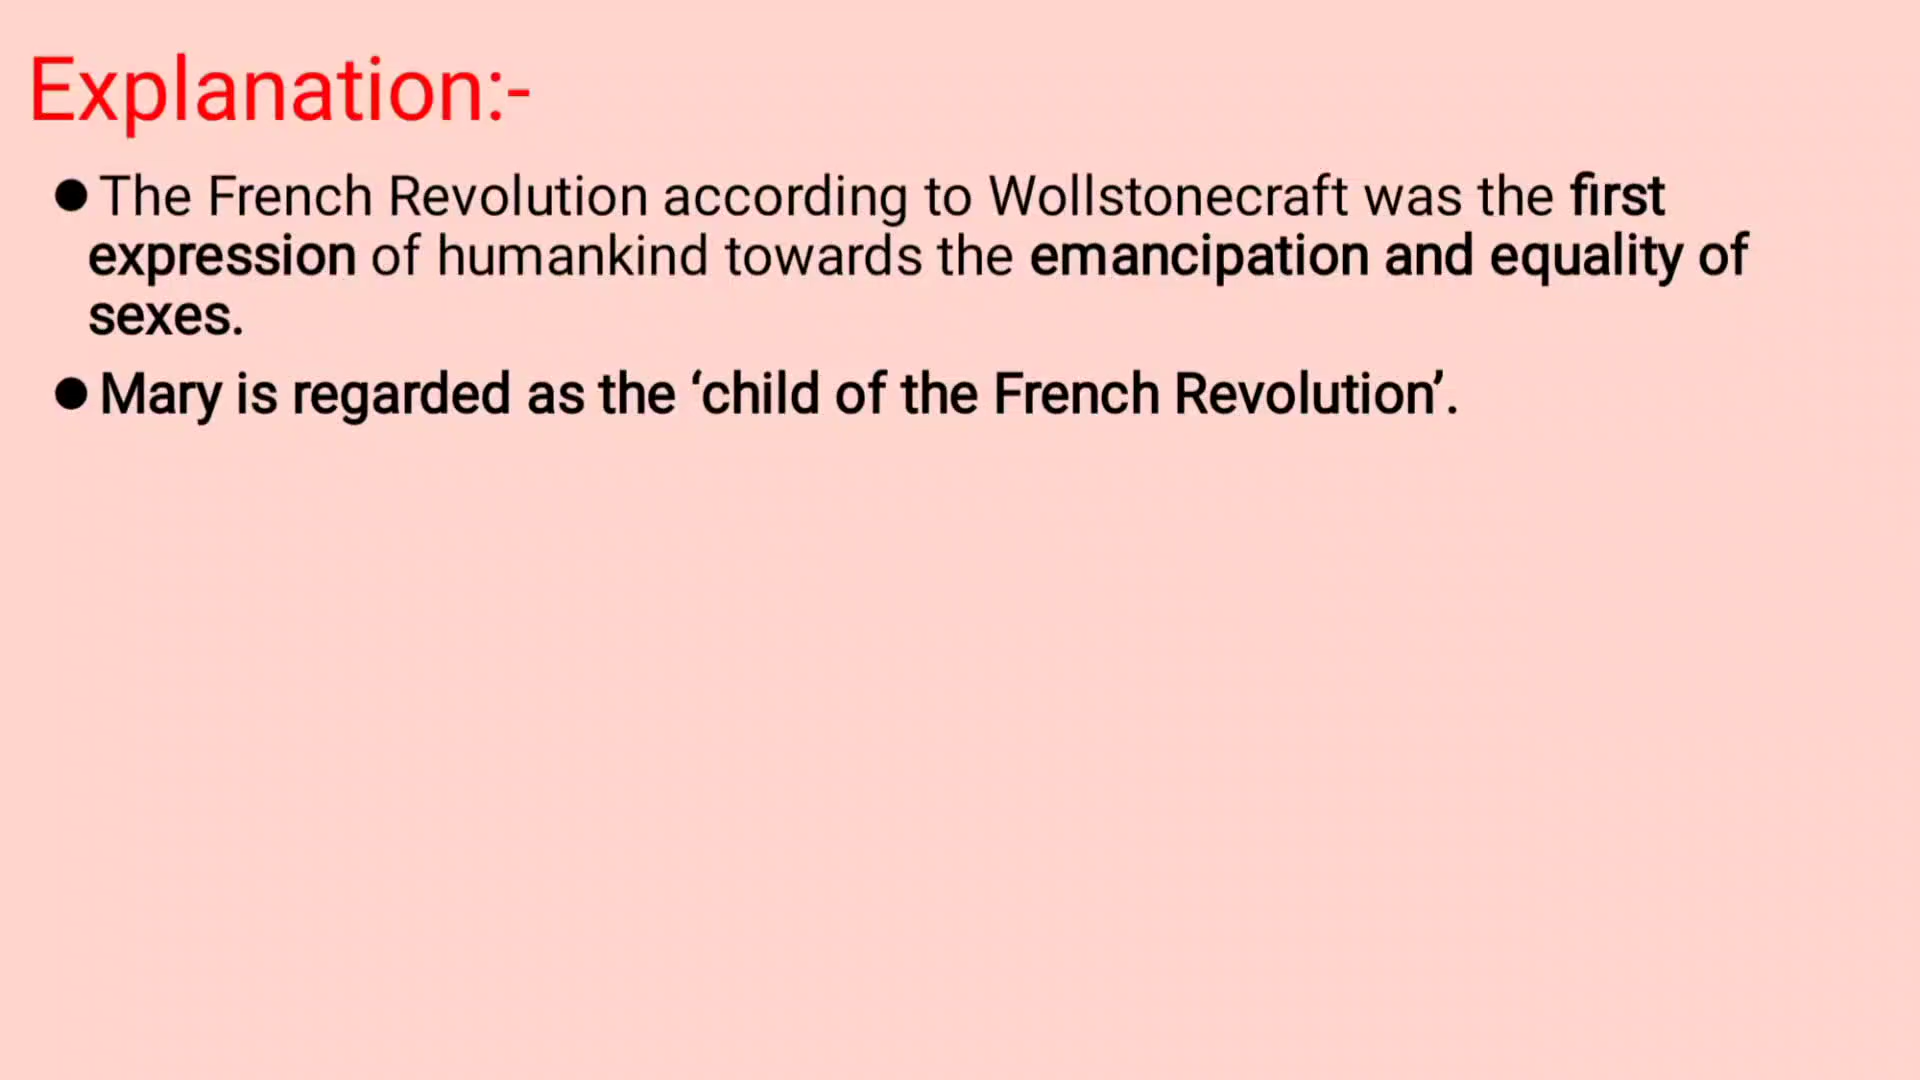 Explanation:-
● The French Revolution according to Wollstonecraft was the first
expression of humankind towards the emancipation and equality of
sexes.
● Mary is regarded as the ‘child of the French Revolution’.